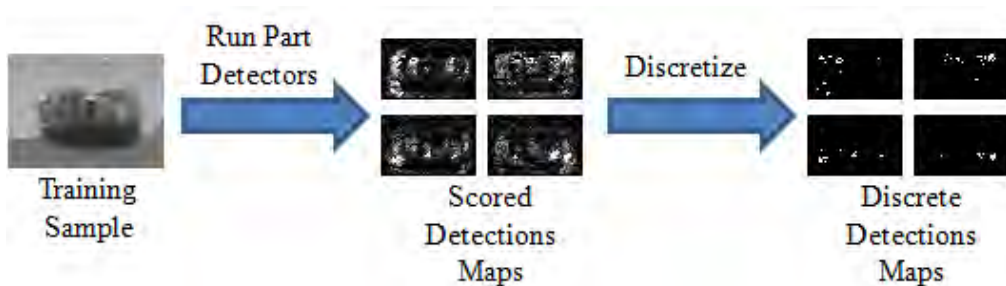 Run Part
Detectors
Discretize
Training
Sample
Scored
Detections
Maps
Discrete
Detections
Maps